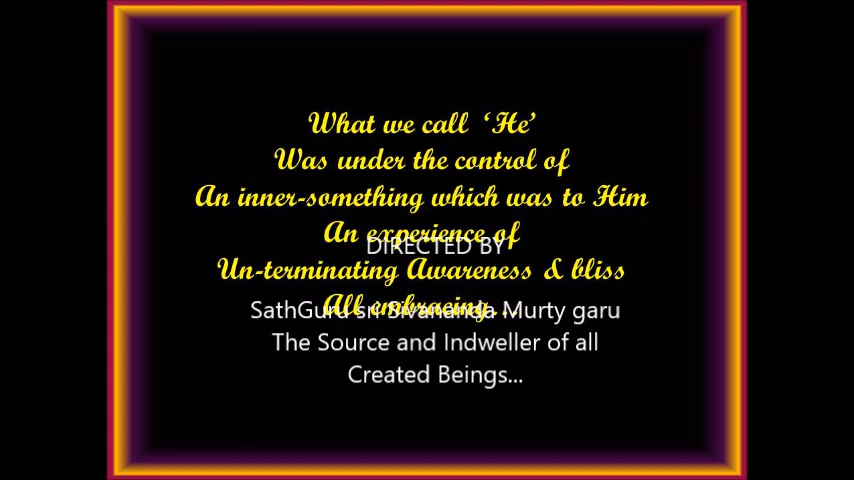 What we call 'He'
Was under the control of
An inner-something which was to Him
An experience of
DIRECTED BY
Un-terminating Awareness & bliss
All embracing...
SathGuru sri Sivananda Murty garu
The Source and Indweller of all
Created Beings...